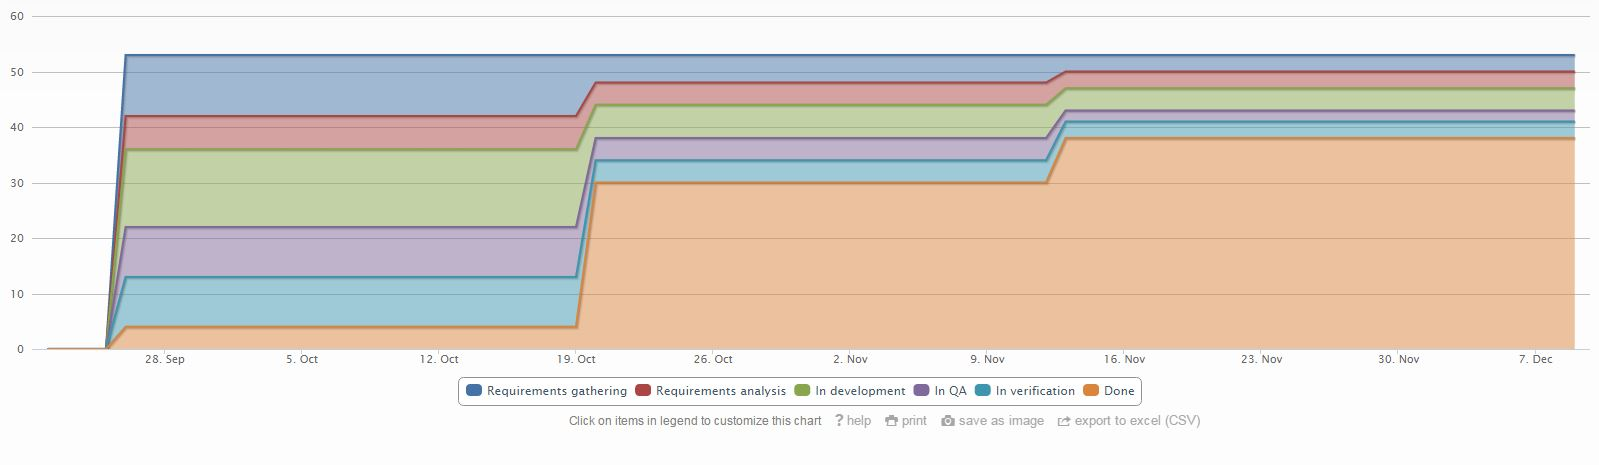 60
50
40
30
20
10
0
28. Sep 5. Oct 12. Oct 19. Oct 26. Oct 2. Nov 9. Nov 16. Nov 23. Nov 30. Nov 7. Dec
Requirements gathering Requirements analysis In development In QA In verification Done
Click on items in legend to customize this chart ? help print save as image export to excel (CSV)